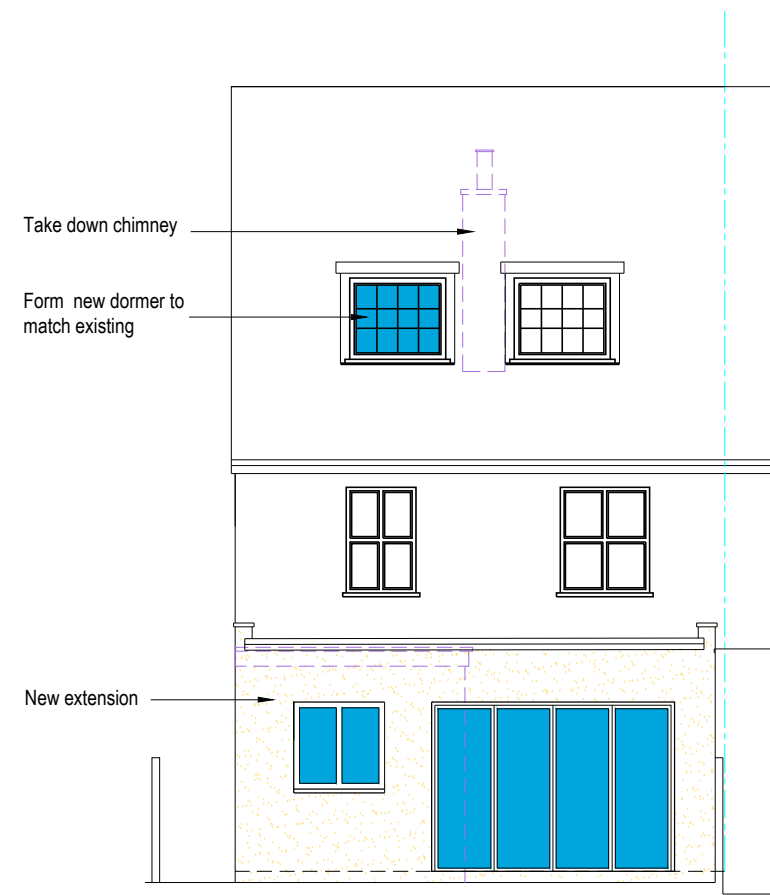 Take down chimney
Form new dormer to
match existing
New extension